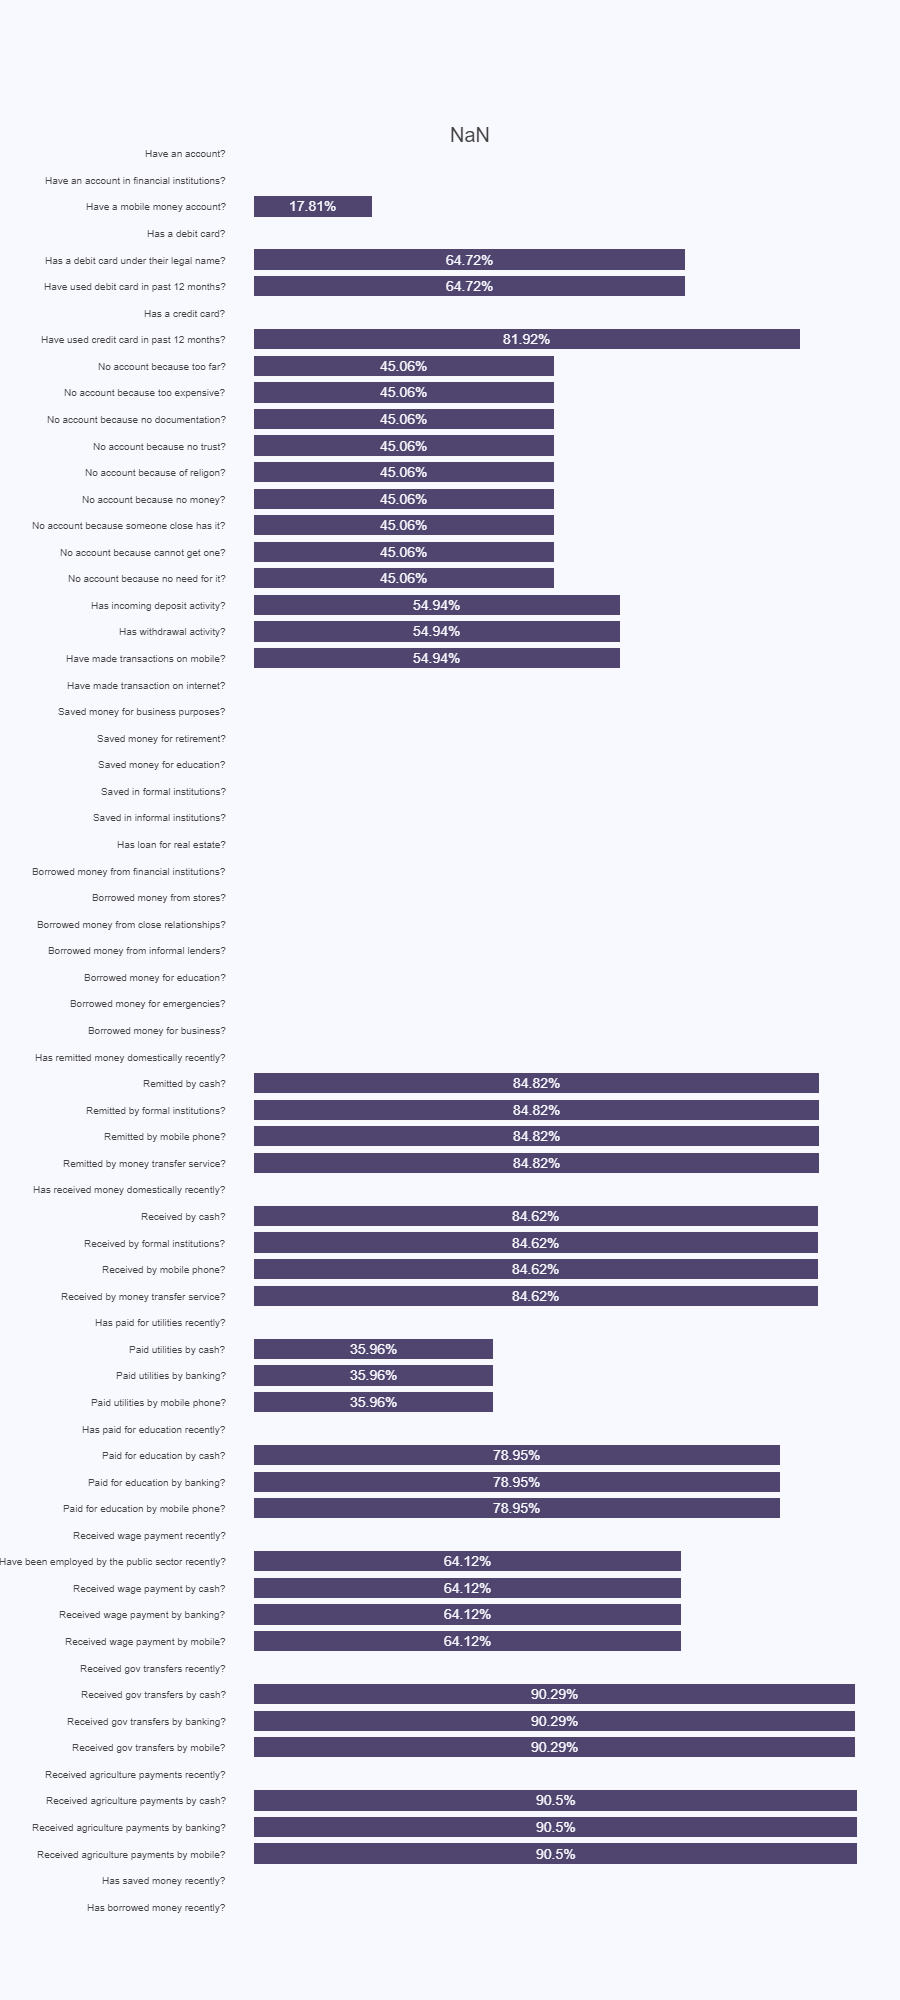 NaN
Have an account?
Have an account in financial institutions?
Have a mobile money account? 17.81%
Has a debit card?
Has a debit card under their legal name? 64.72%
Have used debit card in past 12 months? 64.72%
Has a credit card?
Have used credit card in past 12 months? 81.92%
No account because too far? 45.06%
No account because too expensive? 45.06%
No account because no documentation? 45.06%
No account because no trust? 45.06%
No account because of religon? 45.06%
No account because no money? 45.06%
No account because someone close has it? 45.06%
No account because cannot get one? 45.06%
No account because no need for it? 45.06%
Has incoming deposit activity? 54.94%
Has withdrawal activity? 54.94%
Have made transactions on mobile? 54.94%
Have made transaction on internet?
Saved money for business purposes?
Saved money for retirement?
Saved money for education?
Saved in formal institutions?
Saved in informal institutions?
Has loan for real estate?
Borrowed money from financial institutions?
Borrowed money from stores?
Borrowed money from close relationships?
Borrowed money from informal lenders?
Borrowed money for education?
Borrowed money for emergencies?
Borrowed money for business?
Has remitted money domestically recently?
Remitted by cash? 84.82%
Remitted by formal institutions? 84.82%
Remitted by mobile phone? 84.82%
Remitted by money transfer service? 84.82%
Has received money domestically recently?
Received by cash? 84.62%
Received by formal institutions? 84.62%
Received by mobile phone? 84.62%
Received by money transfer service? 84.62%
Has paid for utilities recently?
Paid utilities by cash? 35.96%
Paid utilities by banking? 35.96%
Paid utilities by mobile phone? 35.96%
Has paid for education recently?
Paid for education by cash? 78.95%
Paid for education by banking? 78.95%
Paid for education by mobile phone? 78.95%
Received wage payment recently?
Have been employed by the public sector recently? 64.12%
Received wage payment by cash? 64.12%
Received wage payment by banking? 64.12%
Received wage payment by mobile? 64.12%
Received gov transfers recently?
Received gov transfers by cash? 90.29%
Received gov transfers by banking? 90.29%
Received gov transfers by mobile? 90.29%
Received agriculture payments recently?
Received agriculture payments by cash? 90.5%
Received agriculture payments by banking? 90.5%
Received agriculture payments by mobile? 90.5%
Has saved money recently?
Has borrowed money recently?